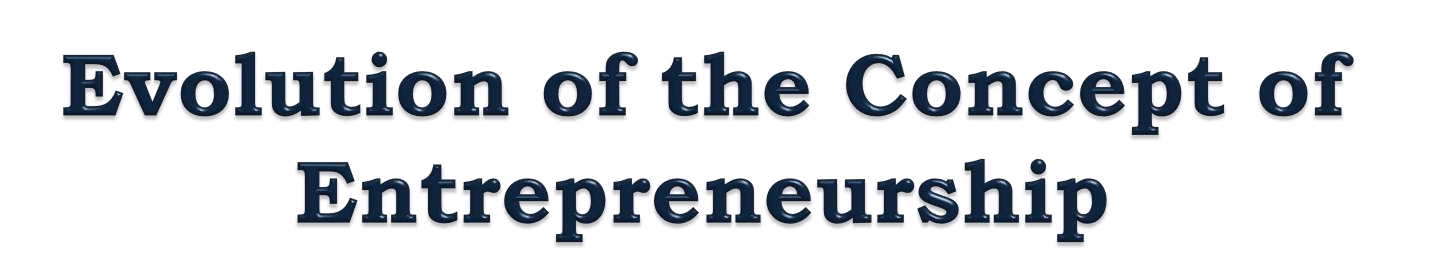 Evolution of the Concept of
Entrepreneurship